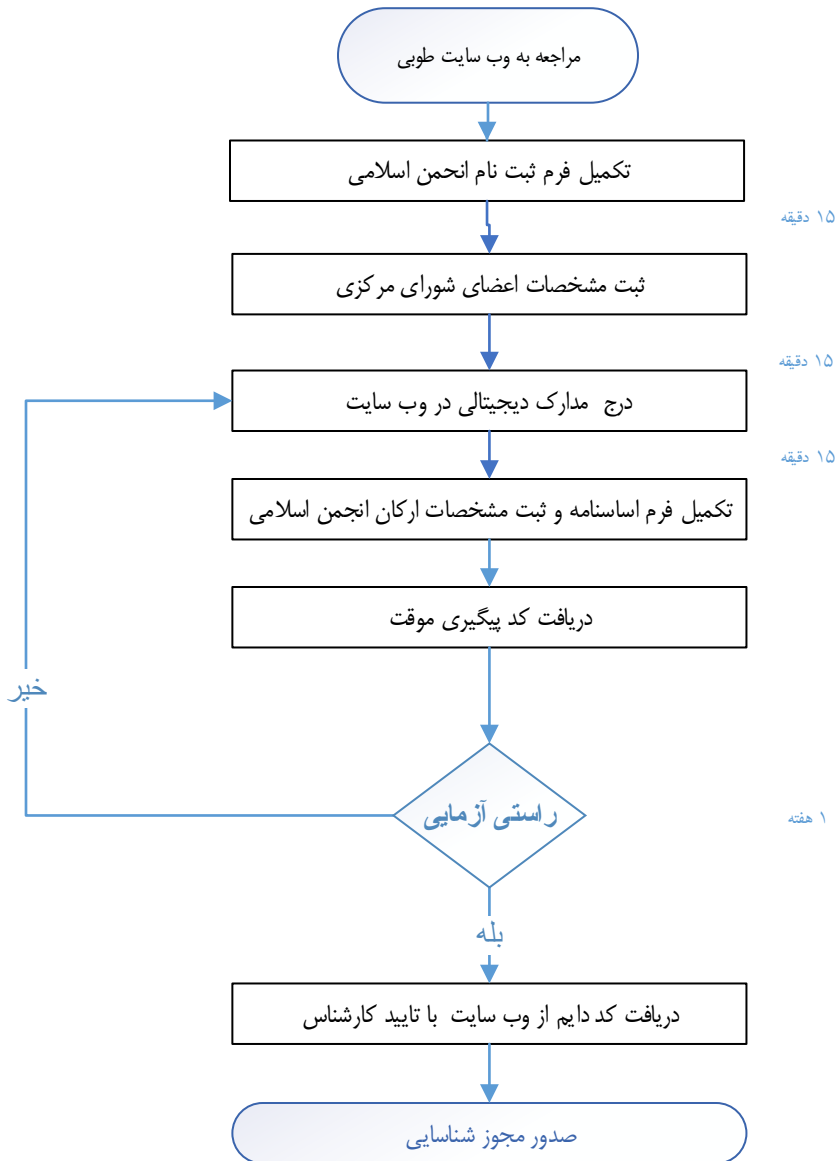 مراجعه به وب سایت طوبی
تکمیل فرم ثبت نام انحمن اسلامی
۱۵ دقیقه
ثبت مشخصات اعضای شورای مرکزی
۱۵ دقیقه
درج مدارک دیجیتالی در وب سایت
۱۵ دقیقه
تکمیل فرم اساسنامه و ثبت مشخصات ارکان انجمن اسلامی
دریافت کد پیگیری موقت
خیر
راستی آزمایی
۱ هفته
بله
دریافت کد دایم از وب سایت با تایید کارشناس
صدور مجوز شناسایی